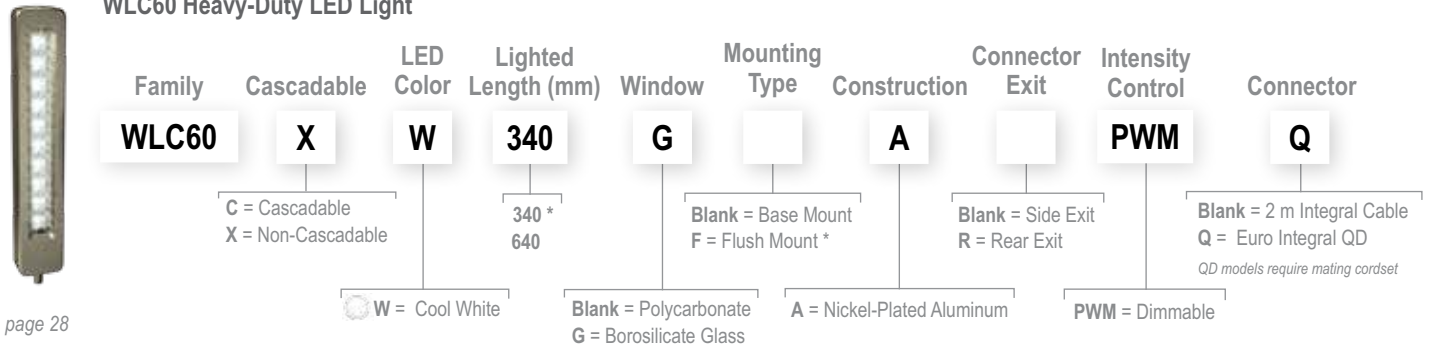 WLC60 Heavy-Duty LED Light
Family
Cascadable
LED
Color
Lighted
Length (mm)
Window
Mounting
Type
Construction
Connector
Exit
Intensity
Control
Connector
WLC60
X
W
340
G
A
PWM
Q
C = Cascadable
X = Non-Cascadable
340 *
640
Blank = Base Mount
F = Flush Mount *
Blank = Side Exit
R = Rear Exit
Blank = 2 m Integral Cable
Q = Euro Integral QD
QD models require mating cordset
W = Cool White
Blank = Polycarbonate
G = Borosilicate Glass
A = Nickel-Plated Aluminum
PWM = Dimmable
page 28